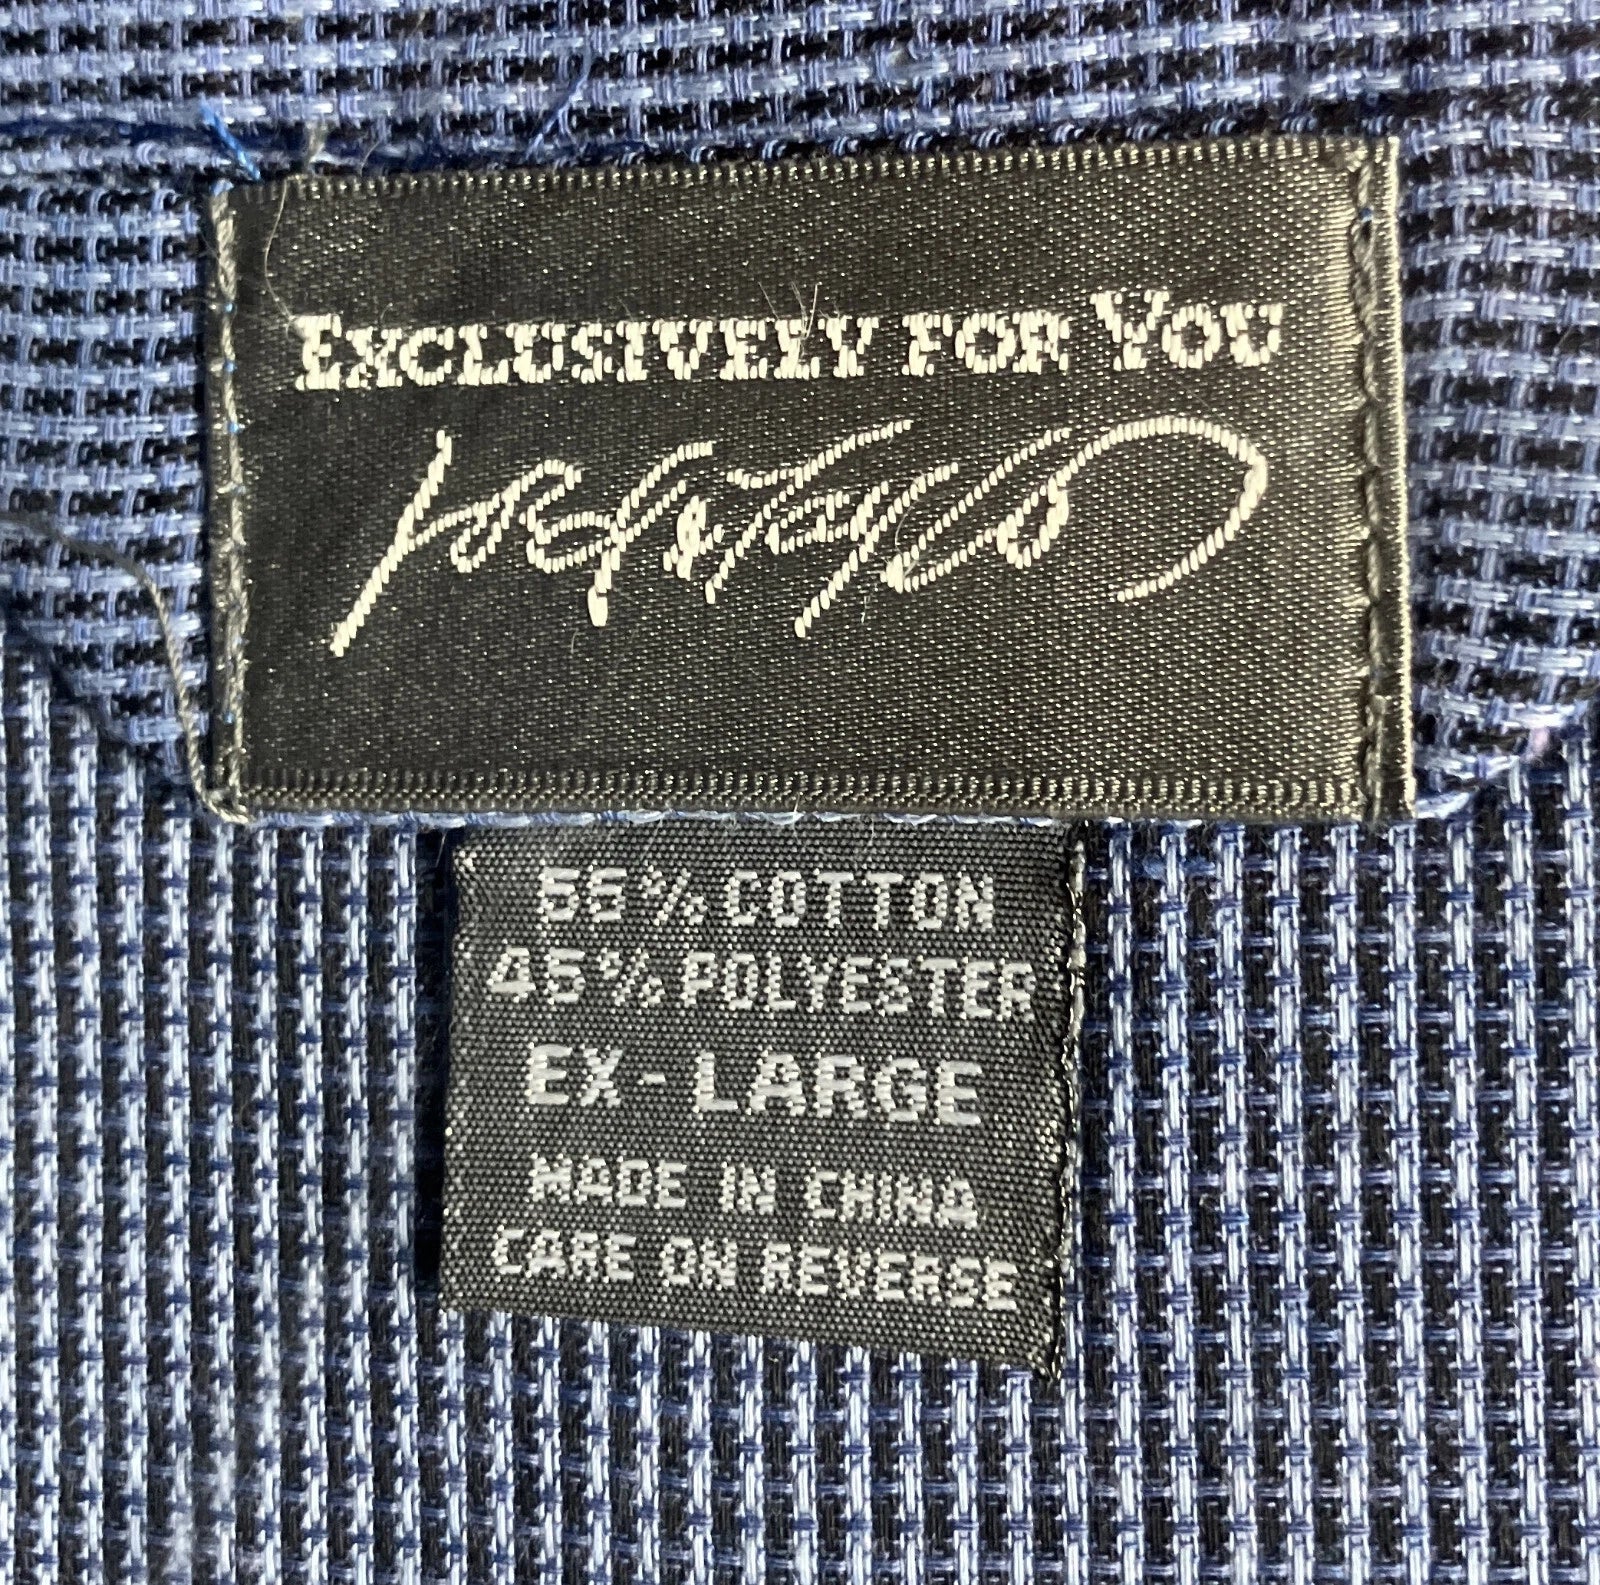 EXCLUSIVELY FOR YOU
55% COTTON
45% POLYESTER
EX-LARGE
MADE IN CHINA
CARE ON REVERSE